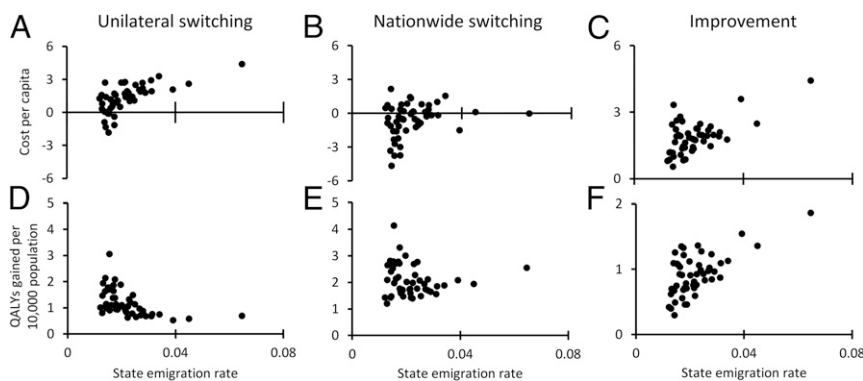 A Unilateral switching
B Nationwide switching
C Improvement
Cost per capita
6
3
0
-3
-6
6
3
0
-3
-6
6
3
0
D
E
F
QALYs gained per
10,000 population
5
4
3
2
1
0
5
4
3
2
1
0
2
1
0
0 0.04 0.08
0 0.04 0.08
0 0.04 0.08
State emigration rate
State emigration rate
State emigration rate